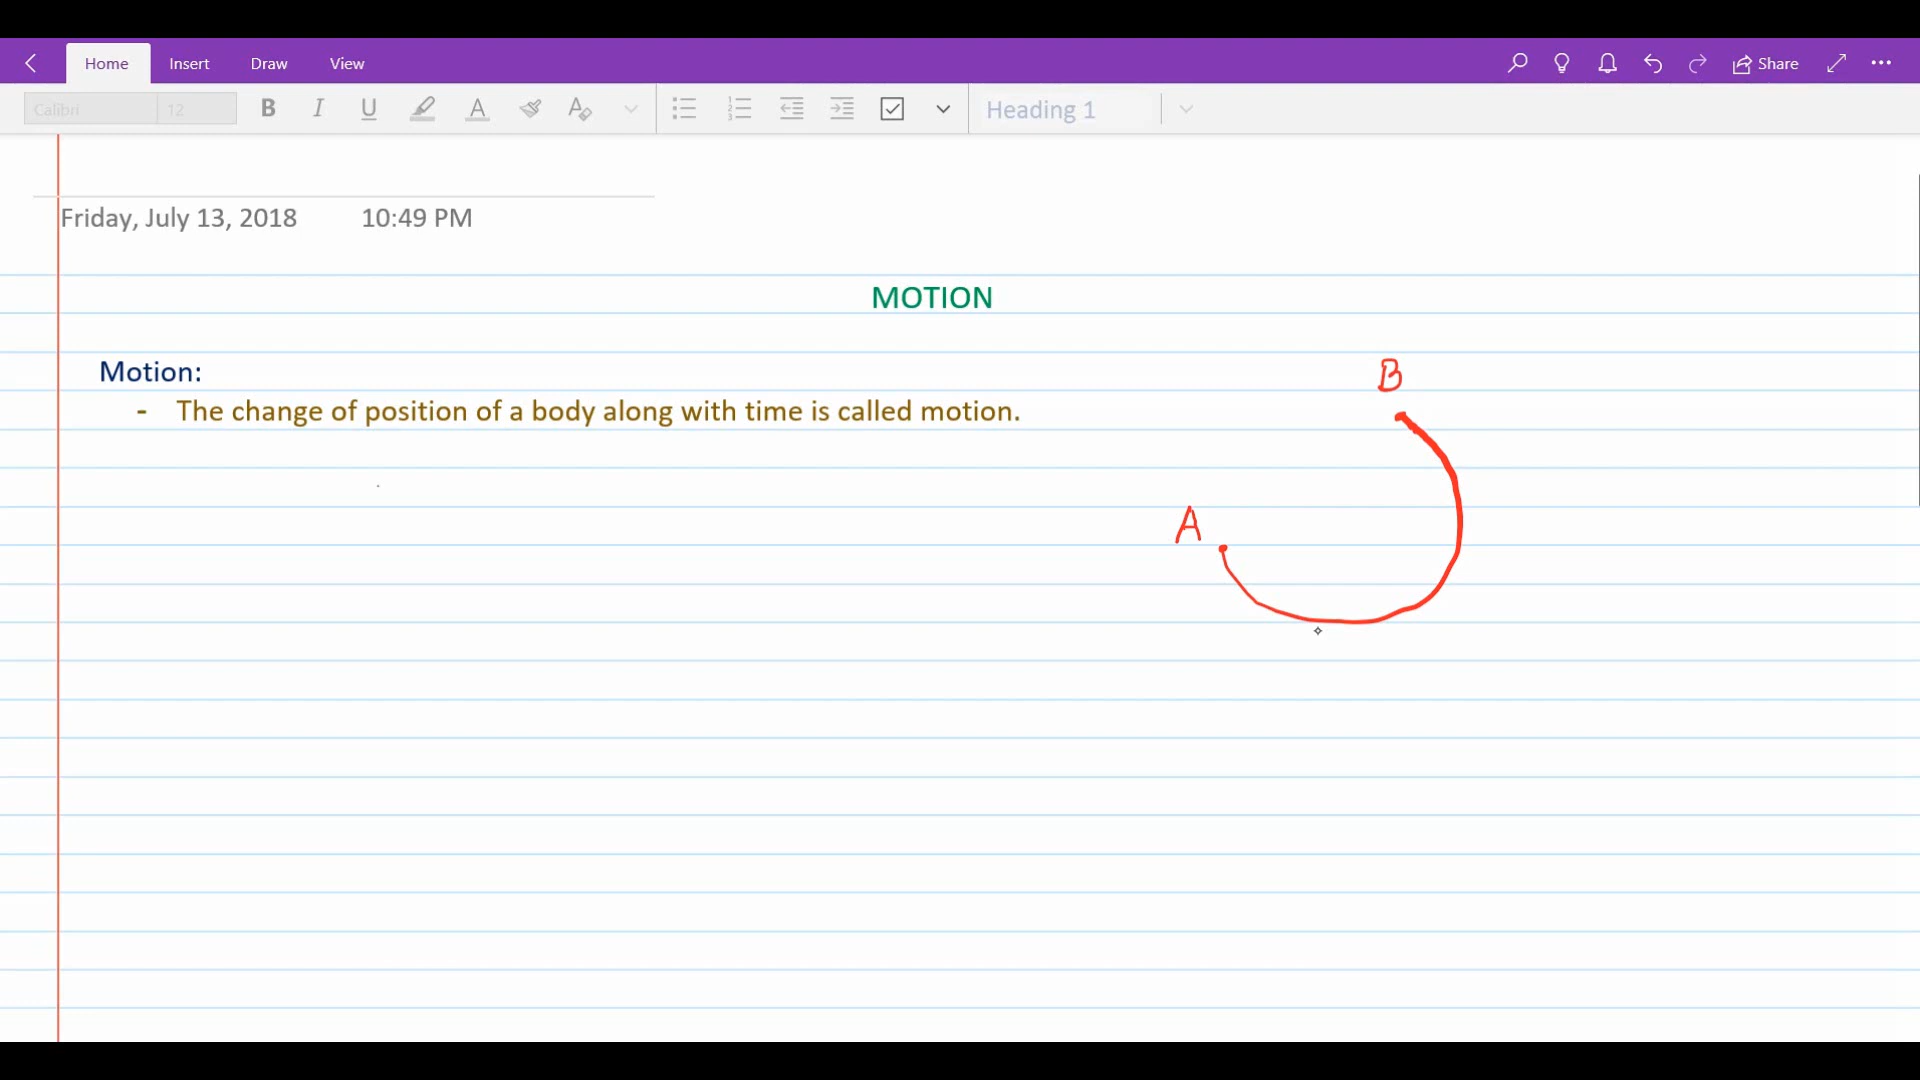 Home Insert Draw View Share
Calibri 12 B I U A A Heading 1
Friday, July 13, 2018 10:49 PM
MOTION
Motion:
- The change of position of a body along with time is called motion.
B
A